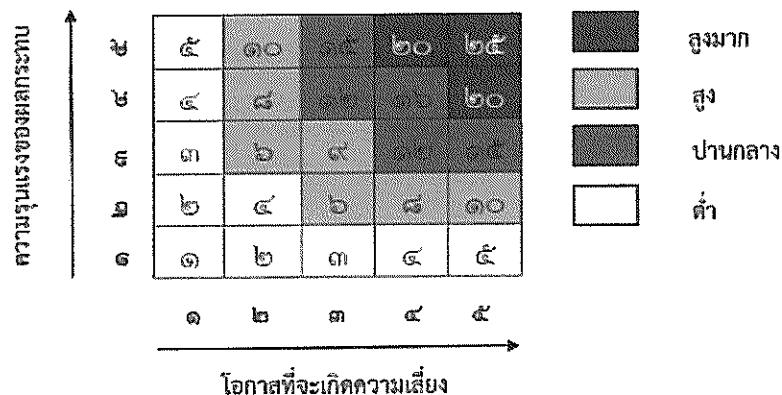 ความรุนแรงของผลกระทบ
๕ ๕ ๑๐ ๑๕ ๒๐ ๒๕
๔ ๔ ๘ ๑๒ ๑๖ ๒๐
๓ ๓ ๖ ๙ ๑๒ ๑๕
๒ ๒ ๔ ๖ ๘ ๑๐
๑ ๑ ๒ ๓ ๔ ๕
๑ ๒ ๓ ๔ ๕
โอกาสที่จะเกิดความเสี่ยง
สูงมาก
สูง
ปานกลาง
ต่ำ